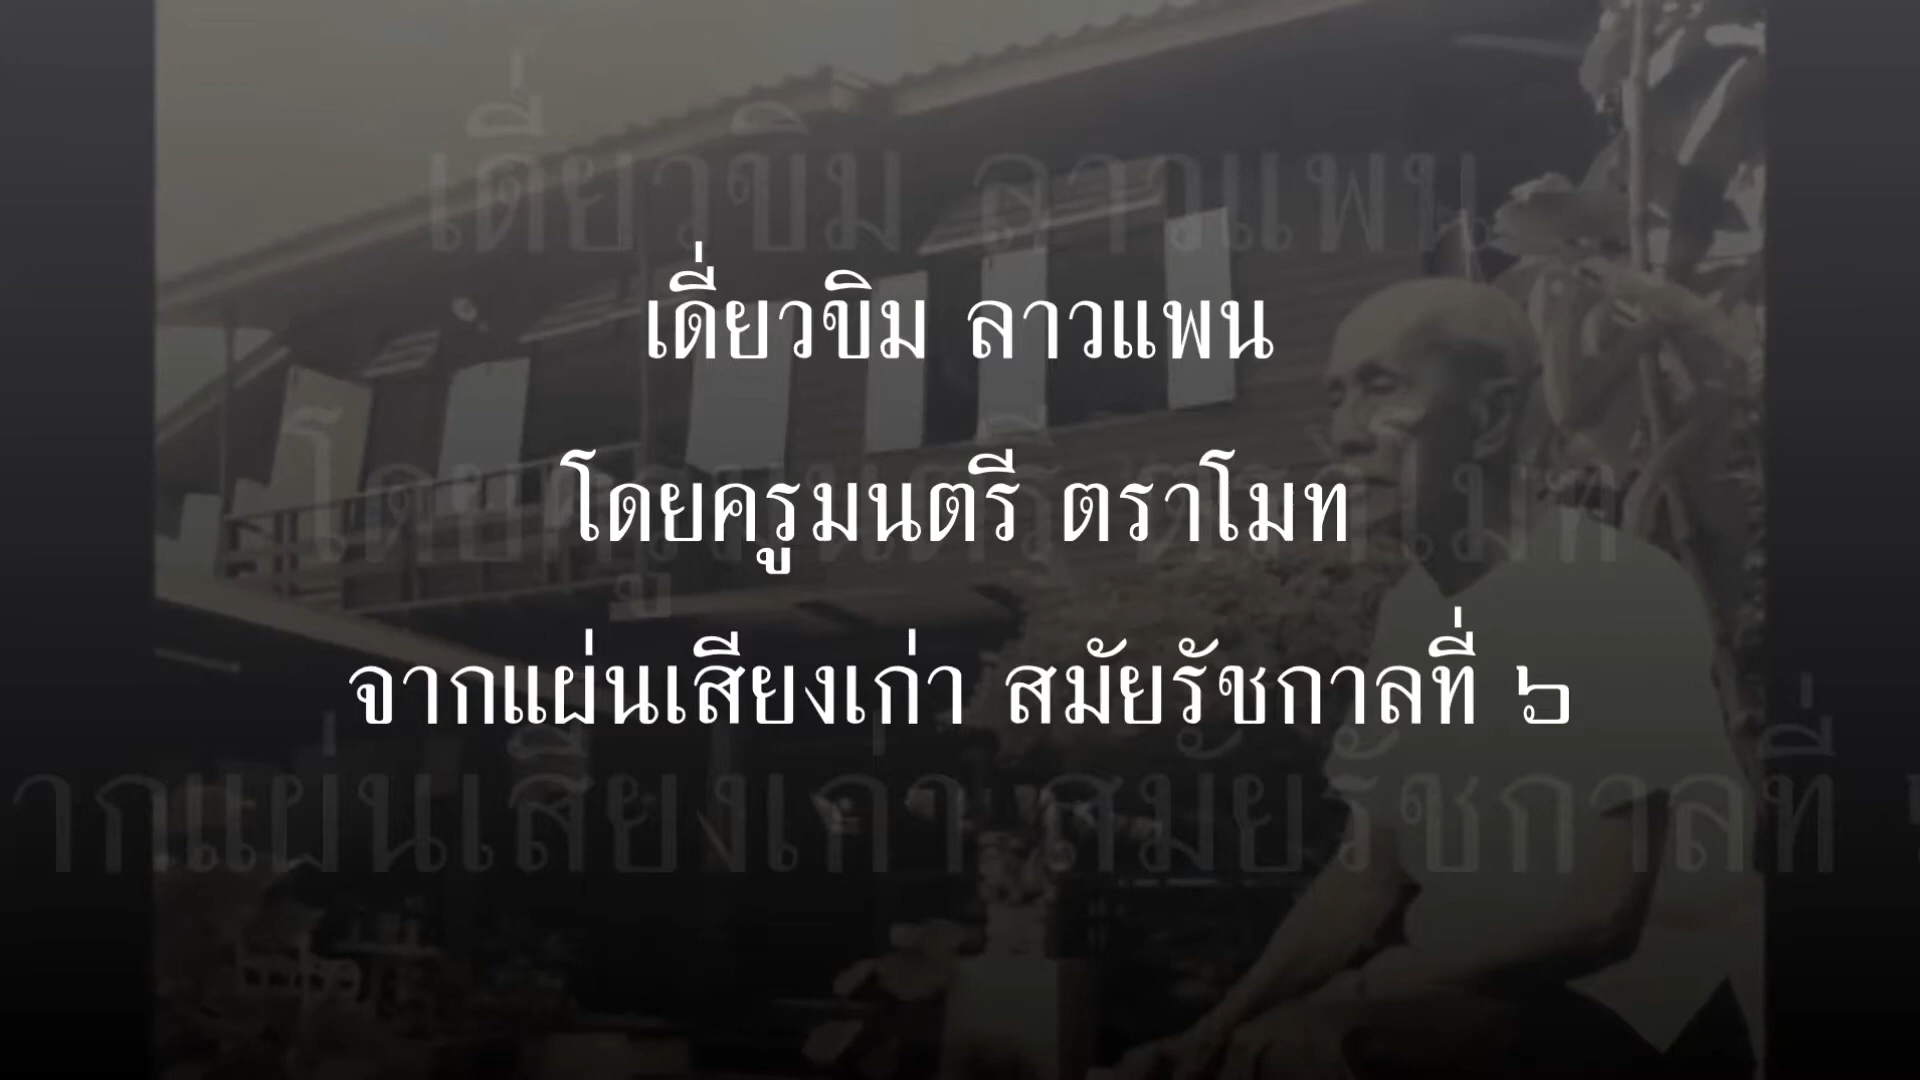 เดี่ยวขิม ลาวแพน
โดยครูมนตรี ตราโมท
จากแผ่นเสียงเก่า สมัยรัชกาลที่ ๖